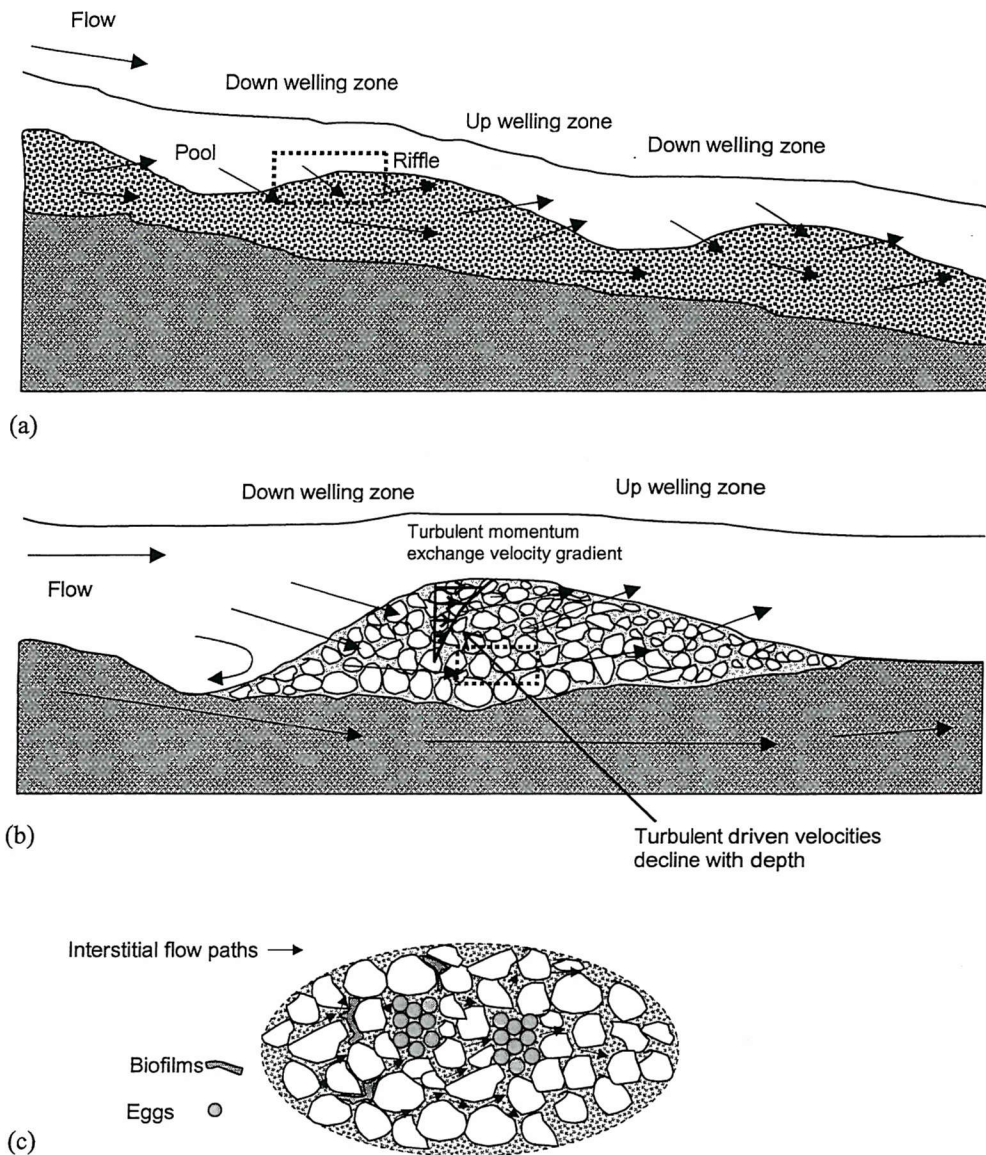 Flow
Down welling zone
Up welling zone
Down welling zone
Pool
Riffle
(a)
Down welling zone
Up welling zone
Turbulent momentum
exchange velocity gradient
Flow
Turbulent driven velocities
decline with depth
(b)
Interstitial flow paths
Biofilms
Eggs
(c)